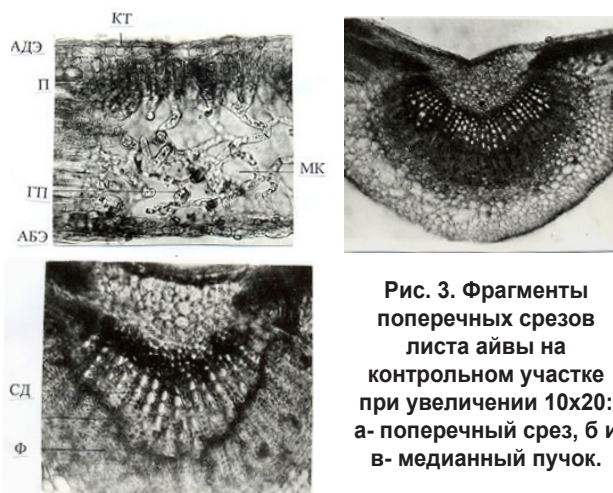 КТ
АДЭ
П
МК
ГП
АБЭ
СД
Ф
Рис. 3. Фрагменты
поперечных срезов
листа айвы на
контрольном участке
при увеличении 10х20:
а- поперечный срез, б и
в- медианный пучок.